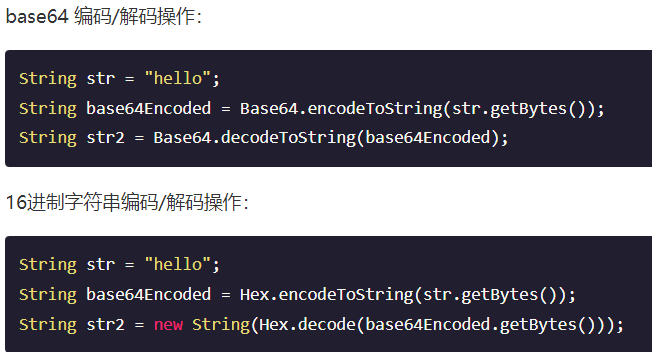 base64 编码/解码操作:
String str = "hello";
String base64Encoded = Base64.encodeToString(str.getBytes());
String str2 = Base64.decodeToString(base64Encoded);
16进制字符串编码/解码操作:
String str = "hello";
String base64Encoded = Hex.encodeToString(str.getBytes());
String str2 = new String(Hex.decode(base64Encoded.getBytes()));